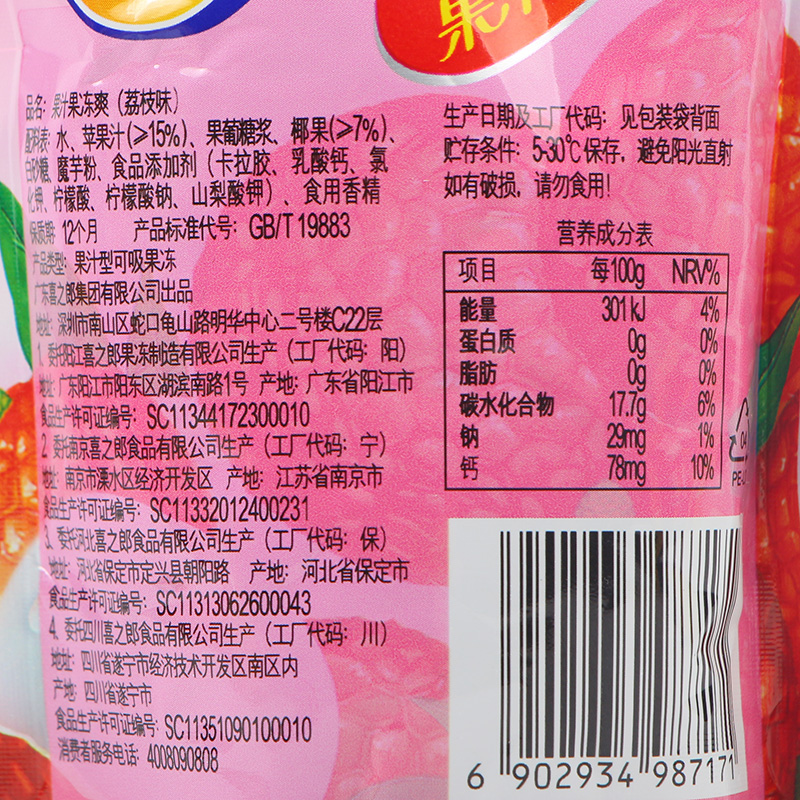 果汁
品名：果汁果冻爽（荔枝味）
配料表：水、苹果汁(≥15%)、果葡糖浆、椰果(≥7%)、
白砂糖、魔芋粉、食品添加剂（卡拉胶、乳酸钙、氯
化钾、柠檬酸、柠檬酸钠、山梨酸钾）、食用香精
保质期：12个月 产品标准代号：GB/T 19883
产品类型：果汁型可吸果冻
广东喜之郎集团有限公司出品
地址：深圳市南山区蛇口龟山路明华中心二号楼C22层
1、委托阳江喜之郎果冻制造有限公司生产（工厂代码：阳）
地址：广东阳江市阳东区湖滨南路1号 产地：广东省阳江市
食品生产许可证编号：SC11344172300010
2、委托南京喜之郎食品有限公司生产（工厂代码：宁）
地址：南京市溧水区经济开发区 产地：江苏省南京市
食品生产许可证编号：SC11332012400231
3、委托河北喜之郎食品有限公司生产（工厂代码：保）
地址：河北省保定市定兴县朝阳路 产地：河北省保定市
食品生产许可证编号：SC11313062600043
4、委托四川喜之郎食品有限公司生产（工厂代码：川）
地址：四川省遂宁市经济技术开发区南区内
产地：四川省遂宁市
食品生产许可证编号：SC11351090100010
消费者服务电话：4008090808
生产日期及工厂代码：见包装袋背面
贮存条件：5-30℃保存，避免阳光直射
如有破损，请勿食用！
营养成分表
项目 每100g NRV%
能量 301kJ 4%
蛋白质 0g 0%
脂肪 0g 0%
碳水化合物 17.7g 6%
钠 29mg 1%
钙 78mg 10%
04
6 902934 987171